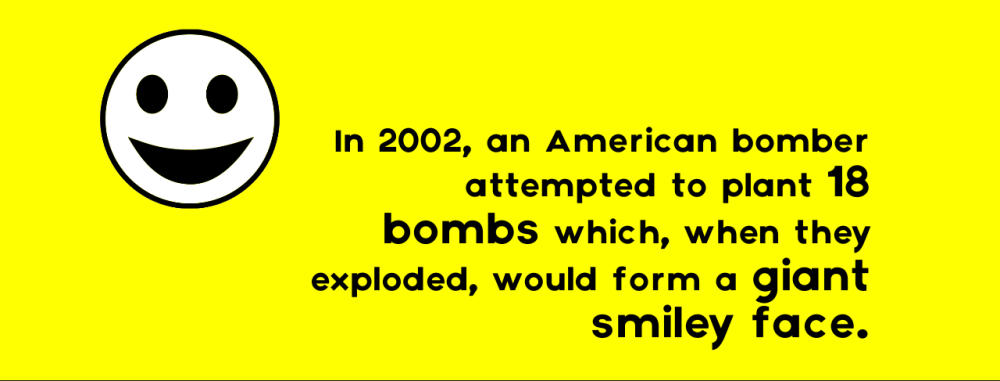 In 2002, an American bomber
attempted to plant 18
bombs which, when they
exploded, would form a giant
smiley face.